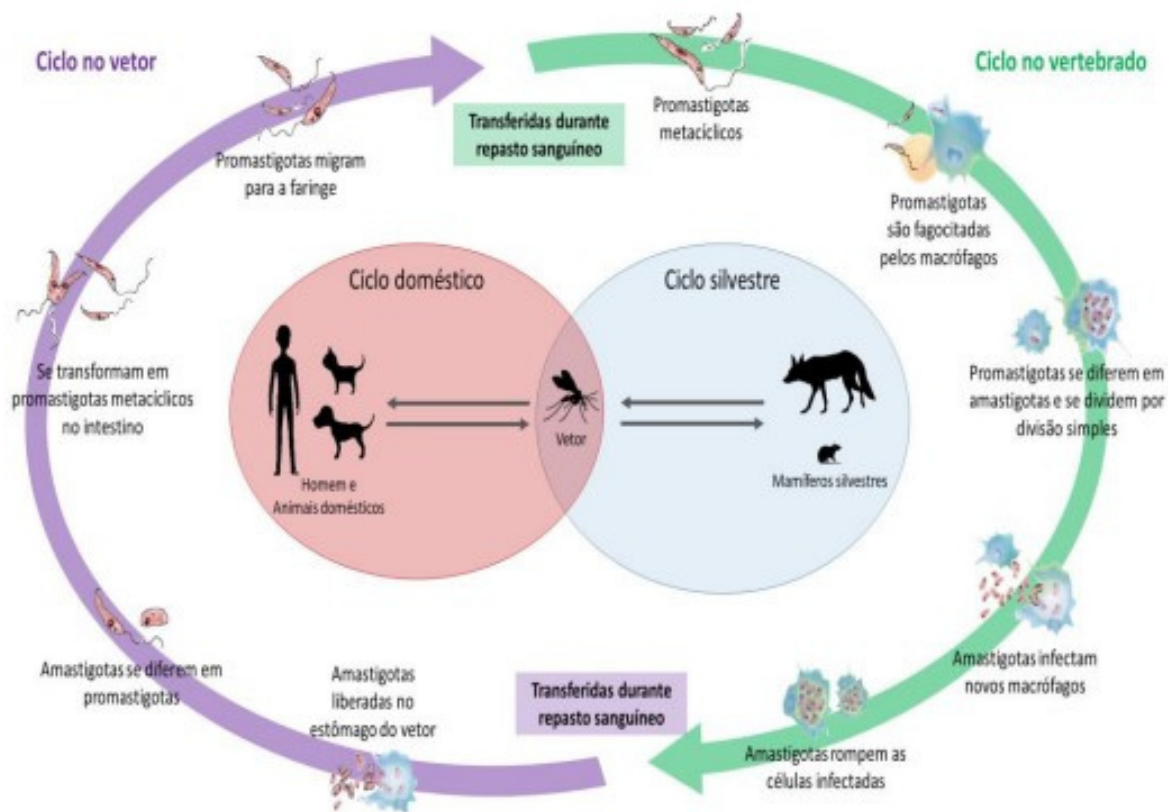 Ciclo no vetor
Ciclo no vertebrado
Transferidas durante
repasto sanguíneo
Promastigotas
metacíclicos
Promastigotas migram
para a faringe
Promastigotas
são fagocitadas
pelos macrófagos
Ciclo doméstico
Ciclo silvestre
Se transformam em
promastigotas metacíclicos
no intestino
Promastigotas se diferem em
amastigotas e se dividem por
divisão simples
Vetor
Homem e
Animais domésticos
Mamíferos silvestres
Amastigotas se diferem em
promastigotas
Amastigotas
liberadas no
estômago do vetor
Transferidas durante
repasto sanguíneo
Amastigotas infectam
novos macrófagos
Amastigotas rompem as
células infectadas